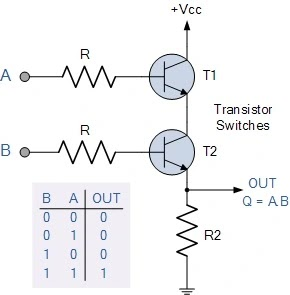 +Vcc
R
A
T1
Transistor
Switches
R
B
T2
OUT
Q = A.B
B A OUT
0 0 0
0 1 0
1 0 0
1 1 1
R2